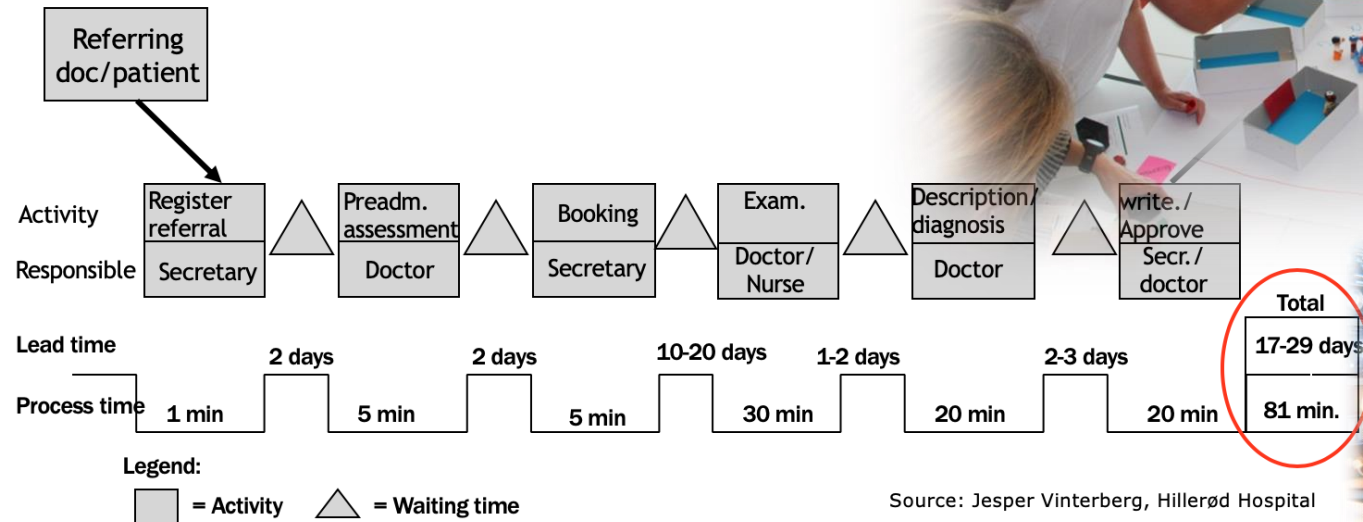 Referring
doc/patient
Activity
Register
referral
Preadm.
assessment
Booking
Exam.
Description/
diagnosis
write./
Approve
Responsible
Secretary
Doctor
Secretary
Doctor/
Nurse
Doctor
Secr./
doctor
Total
Lead time
2 days
2 days
10-20 days
1-2 days
2-3 days
17-29 days
Process time
1 min
5 min
5 min
30 min
20 min
20 min
81 min.
Legend:
= Activity
= Waiting time
Source: Jesper Vinterberg, Hillerød Hospital